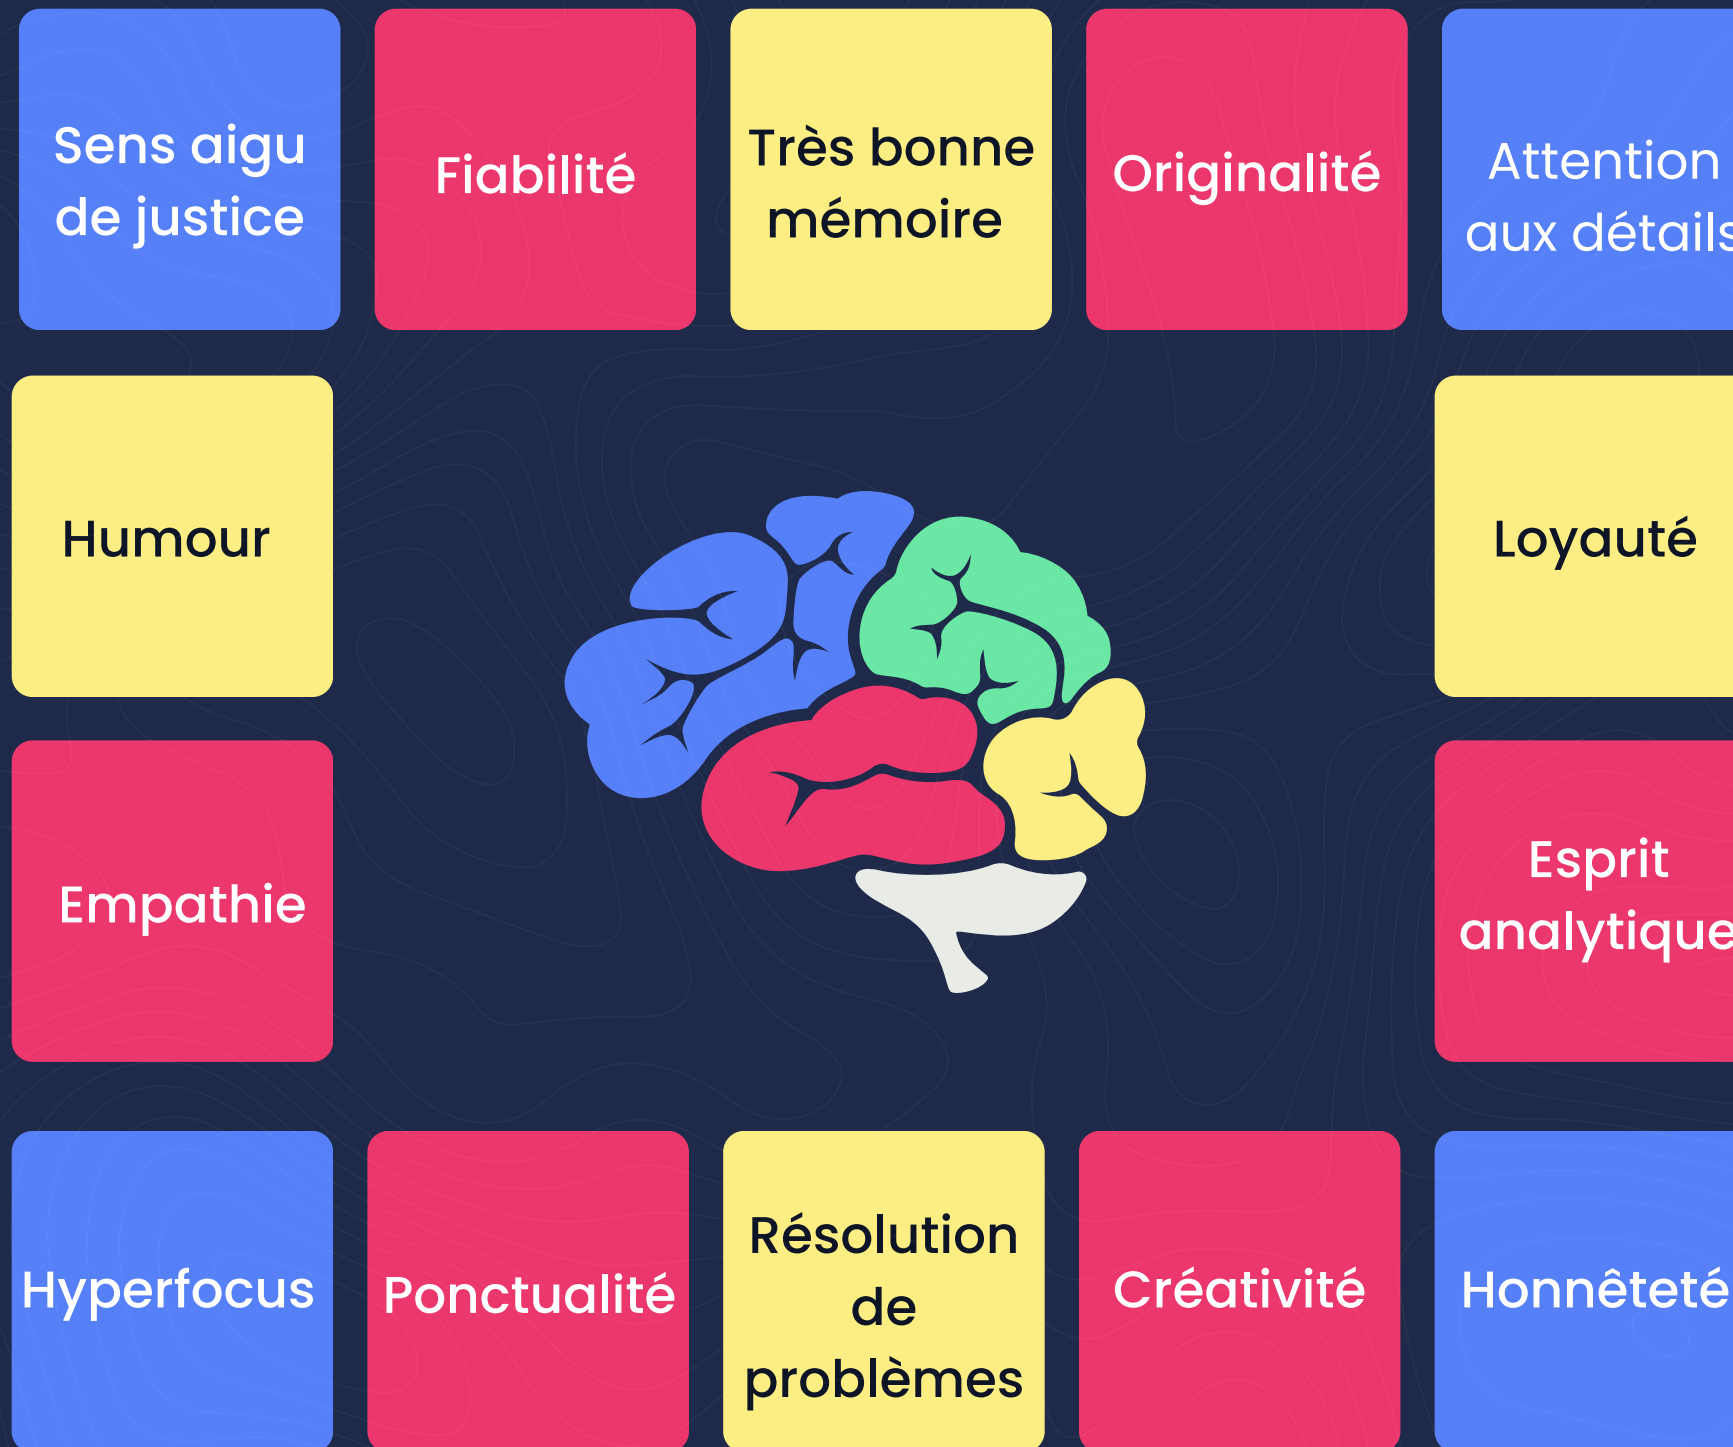 Sens aigu
de justice
Fiabilité
Très bonne
mémoire
Originalité
Attention
aux détails
Humour
Loyauté
Empathie
Esprit
analytique
Hyperfocus
Ponctualité
Résolution
de
problèmes
Créativité
Honnêteté